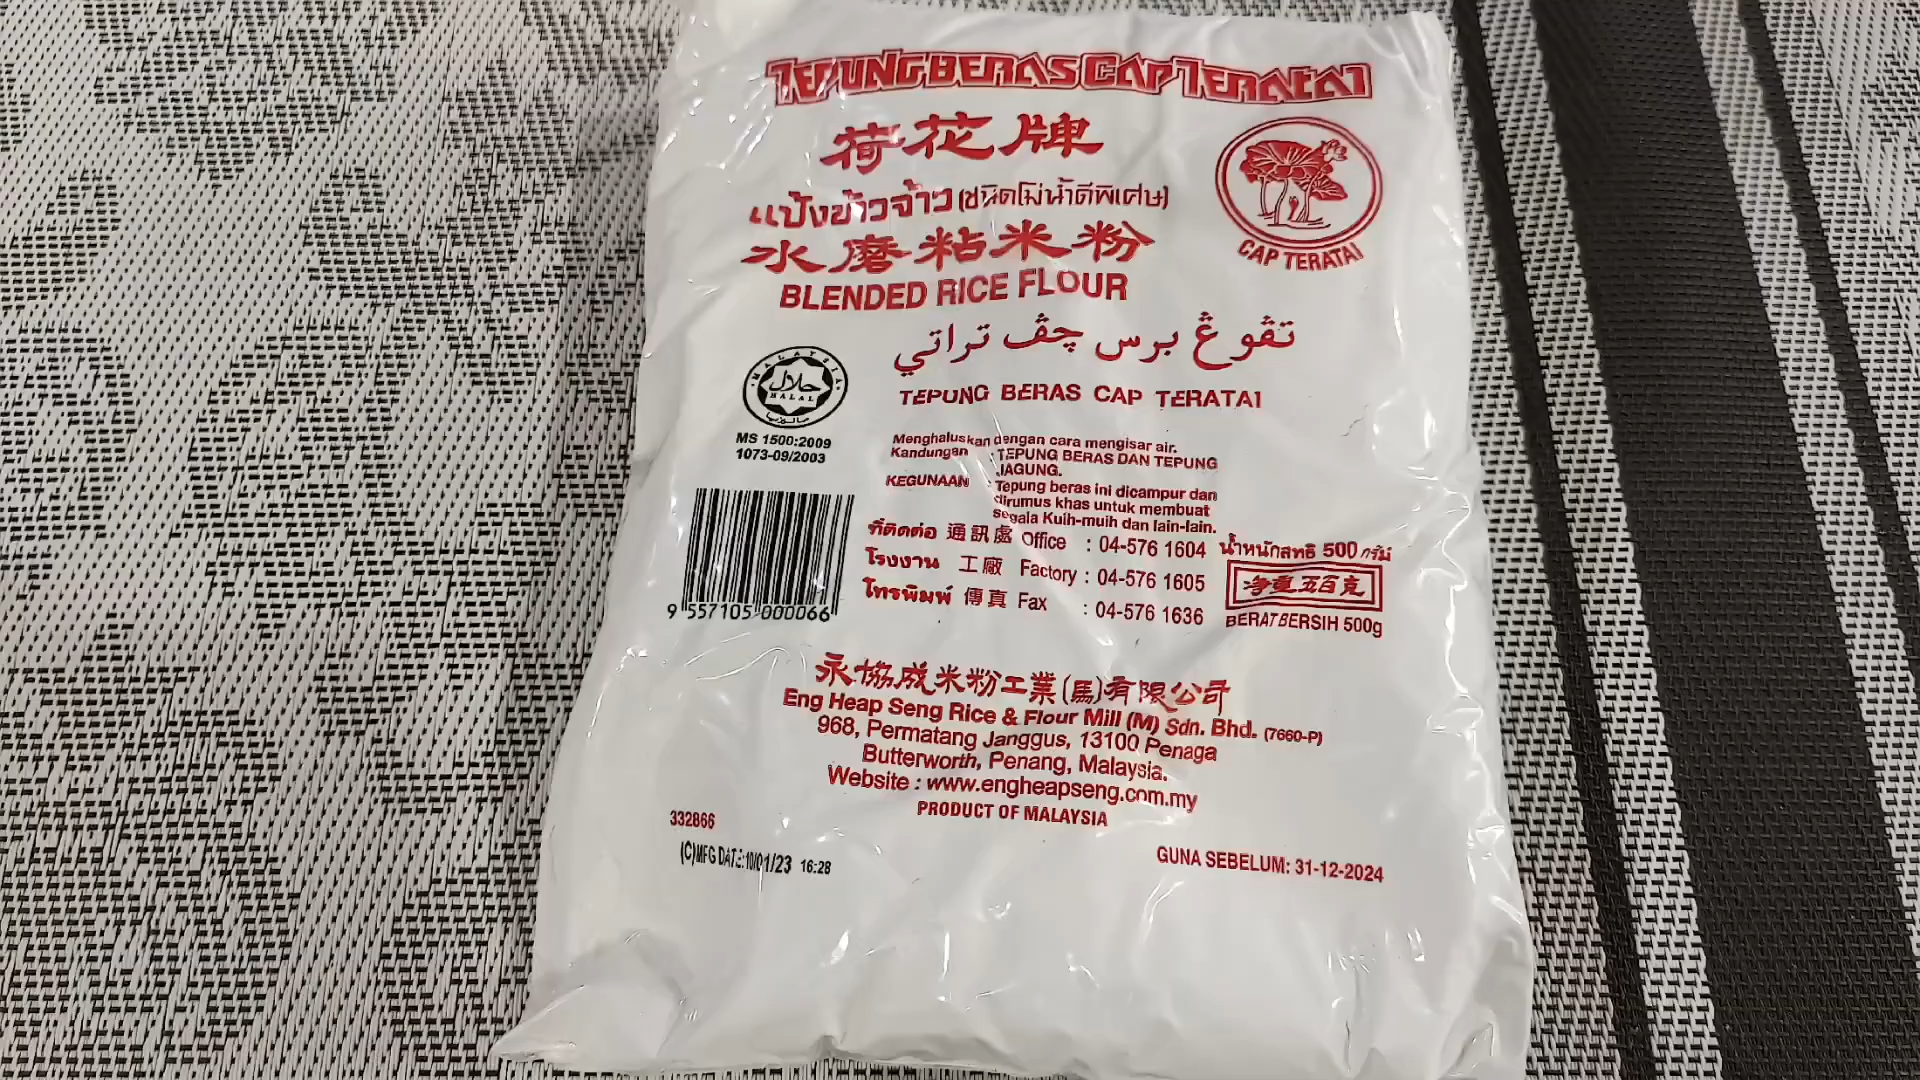 TEPUNG BERAS CAP TERATAI
荷花牌
แป้งข้าวจ้าว (ชนิดโม่น้ำดีพิเศษ)
水磨粘米粉
BLENDED RICE FLOUR
CAP TERATAI
تڤوڠ برس چڤ تراتي
TEPUNG BERAS CAP TERATAI
MALAYSIA
حلال
HALAL
ماليزيا
MS 1500:2009
1073-09/2003
Menghaluskan dengan cara mengisar air.
Kandungan : TEPUNG BERAS DAN TEPUNG
JAGUNG.
KEGUNAAN : Tepung beras ini dicampur dan
dirumus khas untuk membuat
segala Kuih-muih dan lain-lain.
ที่ติดต่อ 通訊處 Office : 04-576 1604
โรงงาน 工廠 Factory : 04-576 1605
โทรพิมพ์ 傳真 Fax : 04-576 1636
น้ำหนักสุทธิ 500 กรัม
净重五百克
BERAT BERSIH 500g
9 557105 000066
永協成米粉工業(馬)有限公司
Eng Heap Seng Rice & Flour Mill (M) Sdn. Bhd. (7660-P)
968, Permatang Janggus, 13100 Penaga
Butterworth, Penang, Malaysia.
Website : www.engheapseng.com.my
PRODUCT OF MALAYSIA
332866
(C)MFG DATE:10/01/23 16:28
GUNA SEBELUM: 31-12-2024